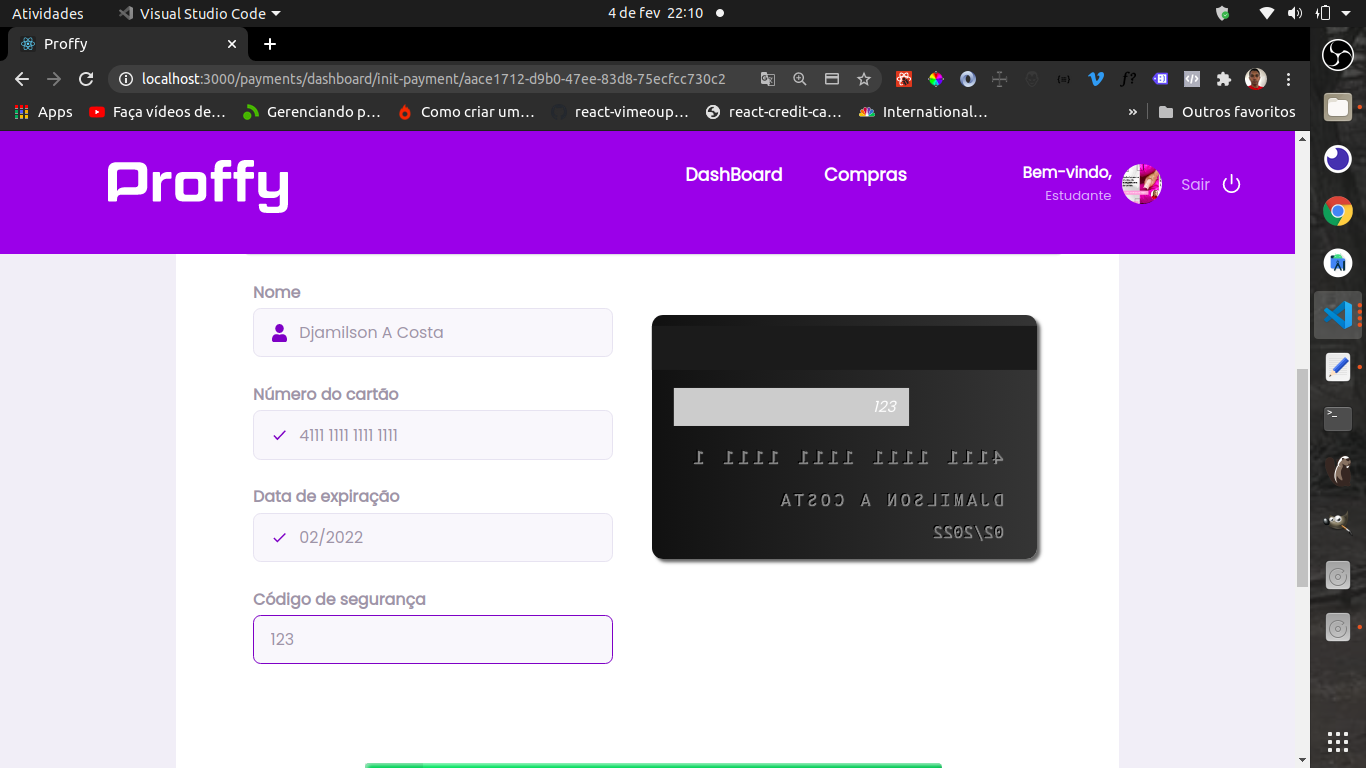 Atividades
Visual Studio Code
4 de fev 22:10
Proffy
localhost:3000/payments/dashboard/init-payment/aace1712-d9b0-47ee-83d8-75ecfcc730c2
Apps
Faça vídeos de...
Gerenciando p...
Como criar um...
react-vimeoup...
react-credit-ca...
International...
»
Outros favoritos
Proffy
DashBoard
Compras
Bem-vindo,
Estudante
Sair
Nome
Djamilson A Costa
Número do cartão
4111 1111 1111 1111
Data de expiração
02/2022
Código de segurança
123
123
4111 1111 1111 1111 1
DJAMILSON A COSTA
02/2022